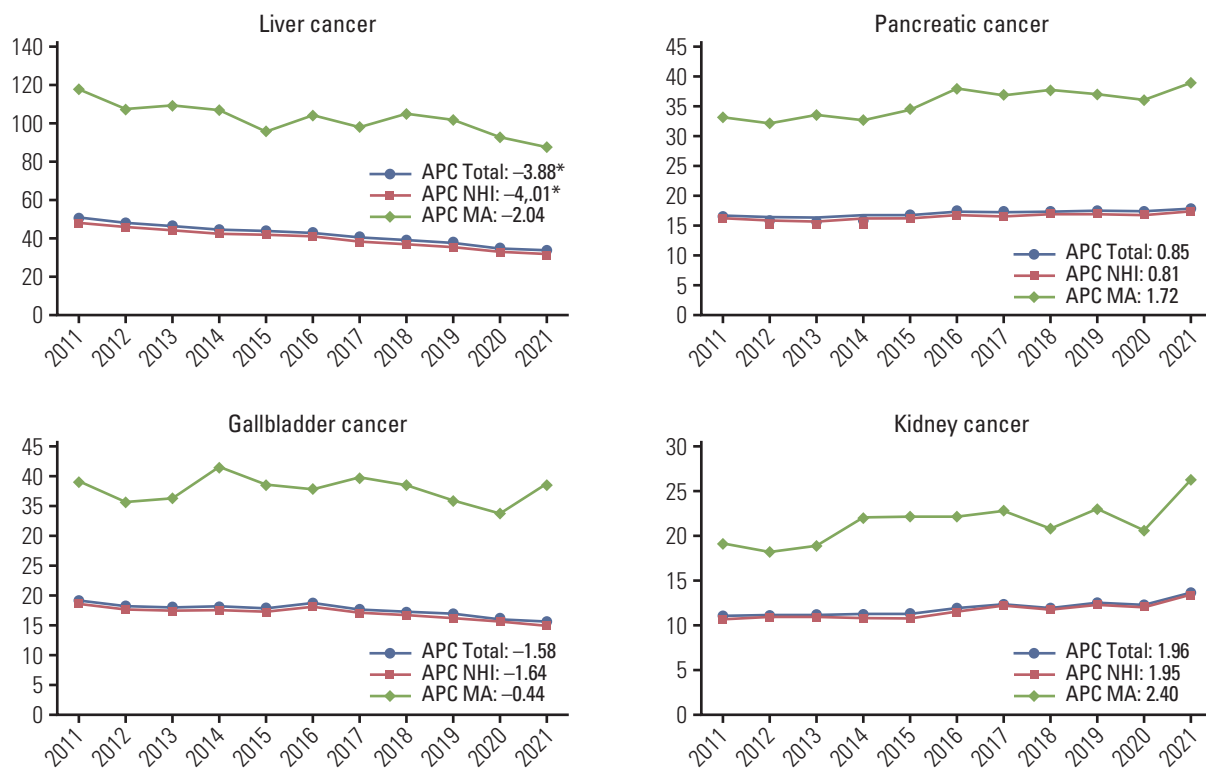 Liver cancer
140
120
100
80
60
40
20
0
APC Total: –3.88*
APC NHI: –4,.01*
APC MA: –2.04
2011 2012 2013 2014 2015 2016 2017 2018 2019 2020 2021
Pancreatic cancer
45
40
35
30
25
20
15
10
5
0
APC Total: 0.85
APC NHI: 0.81
APC MA: 1.72
2011 2012 2013 2014 2015 2016 2017 2018 2019 2020 2021
Gallbladder cancer
45
40
35
20
25
20
15
10
5
0
APC Total: –1.58
APC NHI: –1.64
APC MA: –0.44
2011 2012 2013 2014 2015 2016 2017 2018 2019 2020 2021
Kidney cancer
30
25
20
15
10
5
0
APC Total: 1.96
APC NHI: 1.95
APC MA: 2.40
2011 2012 2013 2014 2015 2016 2017 2018 2019 2020 2021